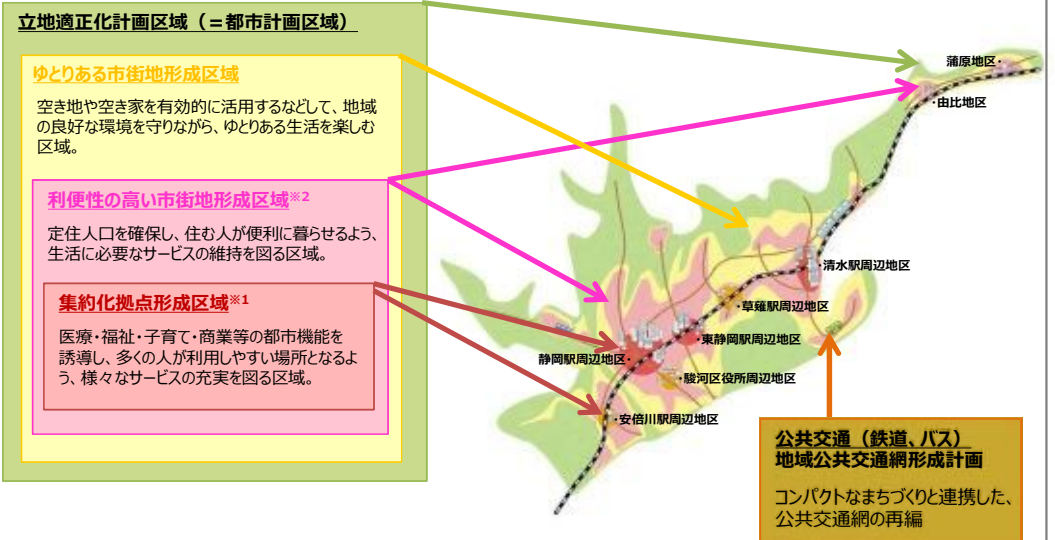 立地適正化計画区域（＝都市計画区域）
ゆとりある市街地形成区域
空き地や空き家を有効的に活用するなどして、地域
の良好な環境を守りながら、ゆとりある生活を楽しむ
区域。
利便性の高い市街地形成区域※2
定住人口を確保し、住む人が便利に暮らせるよう、
生活に必要なサービスの維持を図る区域。
集約化拠点形成区域※1
医療・福祉・子育て・商業等の都市機能を
誘導し、多くの人が利用しやすい場所となるよ
う、様々なサービスの充実を図る区域。
蒲原地区・
・由比地区
・清水駅周辺地区
・草薙駅周辺地区
・東静岡駅周辺地区
静岡駅周辺地区・
・駿河区役所周辺地区
・安倍川駅周辺地区
公共交通（鉄道、バス）
地域公共交通網形成計画
コンパクトなまちづくりと連携した、
公共交通網の再編